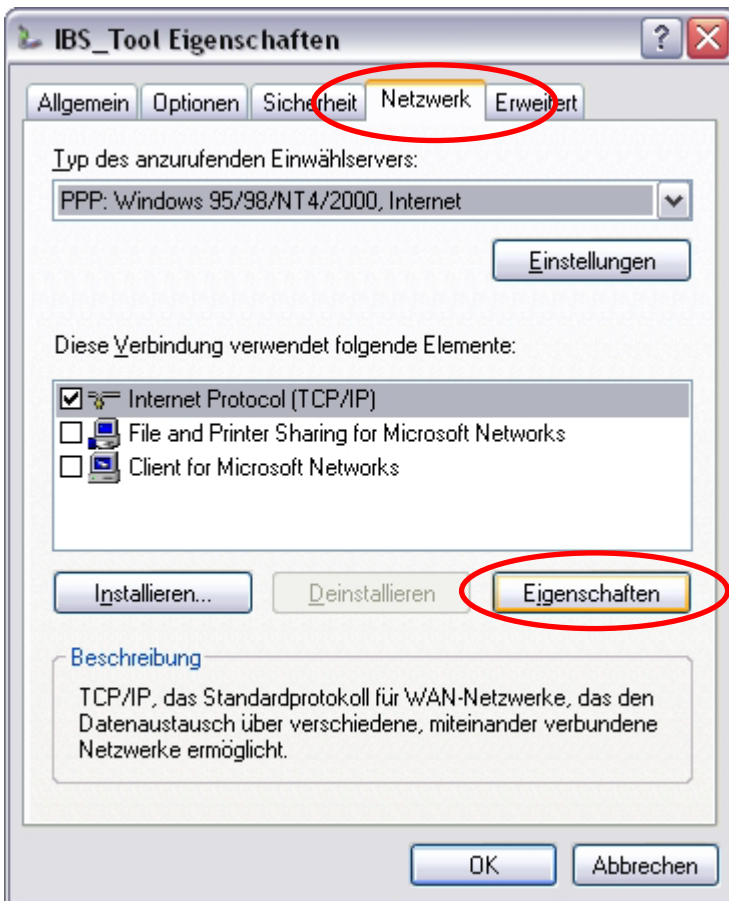 IBS_Tool Eigenschaften
Allgemein Optionen Sicherheit Netzwerk Erweitert
Typ des anzurufenden Einwählservers:
PPP: Windows 95/98/NT4/2000, Internet
Einstellungen
Diese Verbindung verwendet folgende Elemente:
Internet Protocol (TCP/IP)
File and Printer Sharing for Microsoft Networks
Client for Microsoft Networks
Installieren... Deinstallieren Eigenschaften
Beschreibung
TCP/IP, das Standardprotokoll für WAN-Netzwerke, das den
Datenaustausch über verschiedene, miteinander verbundene
Netzwerke ermöglicht.
OK Abbrechen